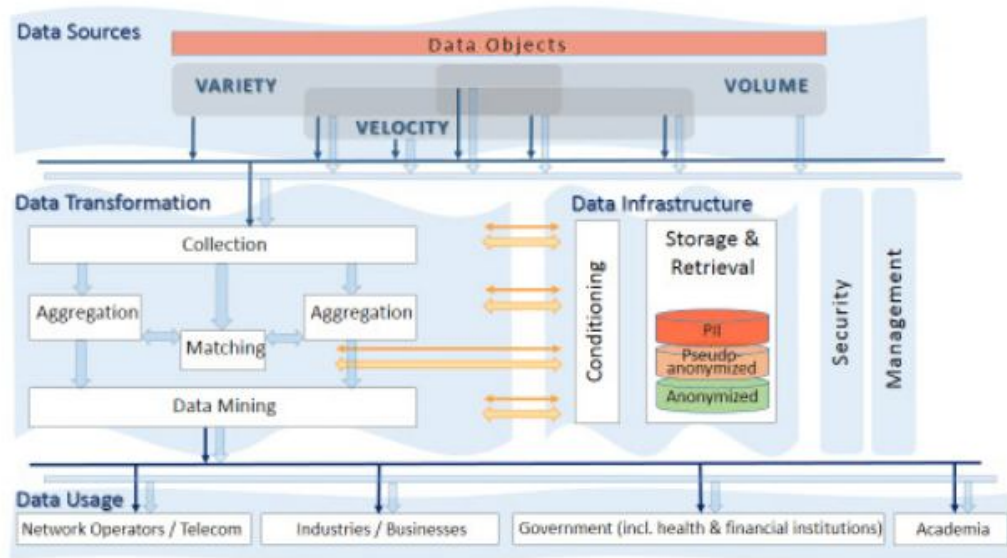 Data Sources
Data Objects
VARIETY
VOLUME
VELOCITY
Data Transformation
Data Infrastructure
Collection
Storage &
Retrieval
Aggregation
Aggregation
Matching
Conditioning
PII
Pseudp-
anonymized
Anonymized
Data Mining
Security
Management
Data Usage
Network Operators / Telecom
Industries / Businesses
Government (incl. health & financial institutions)
Academia